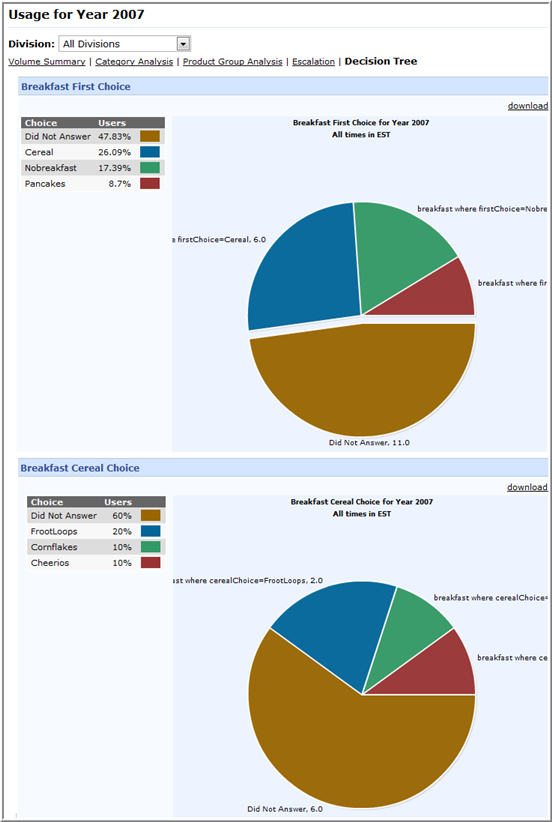 Usage for Year 2007
Division: All Divisions
Volume Summary | Category Analysis | Product Group Analysis | Escalation | Decision Tree
Breakfast First Choice
download
Choice Users
Did Not Answer 47.83%
Cereal 26.09%
Nobreakfast 17.39%
Pancakes 8.7%
Breakfast First Choice for Year 2007
All times in EST
breakfast where firstChoice=Nobre
e firstChoice=Cereal, 6.0
breakfast where fir
Did Not Answer, 11.0
Breakfast Cereal Choice
download
Choice Users
Did Not Answer 60%
FrootLoops 20%
Cornflakes 10%
Cheerios 10%
Breakfast Cereal Choice for Year 2007
All times in EST
ast where cerealChoice=FrootLoops, 2.0
breakfast where cerealChoice=
breakfast where ce
Did Not Answer, 6.0